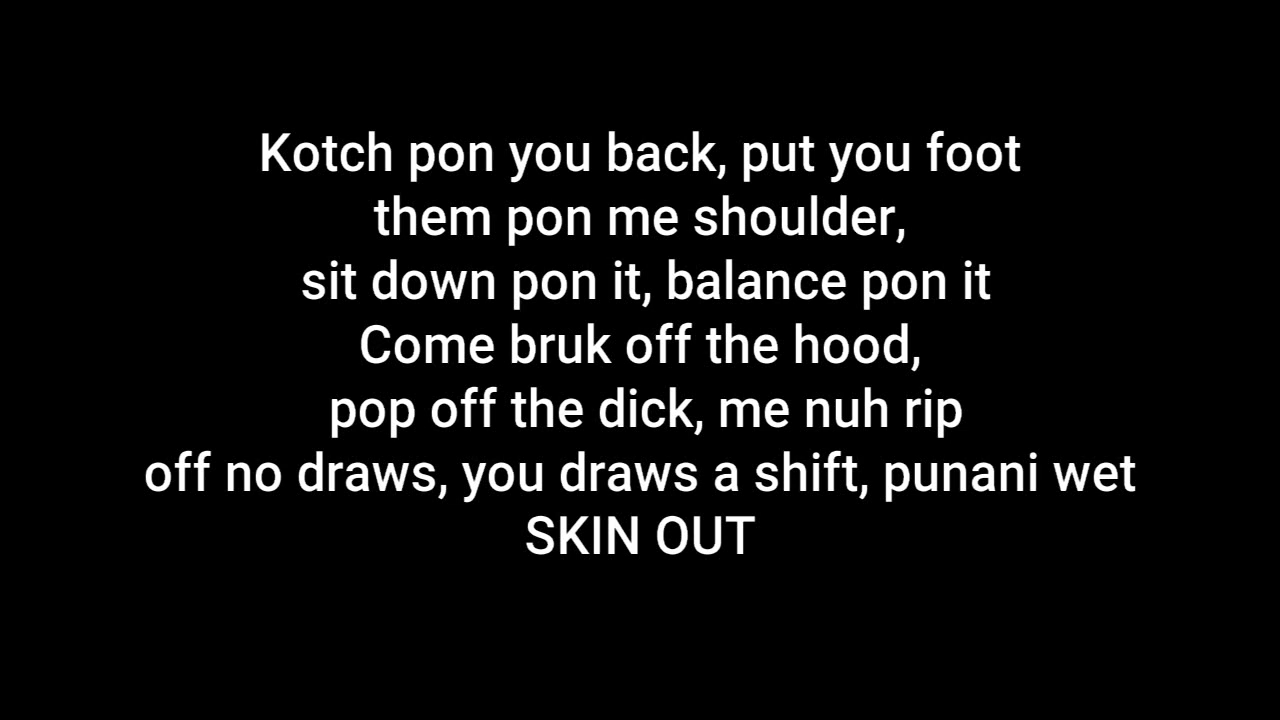 Kotch pon you back, put you foot
them pon me shoulder,
sit down pon it, balance pon it
Come bruk off the hood,
pop off the dick, me nuh rip
off no draws, you draws a shift, punani wet
SKIN OUT